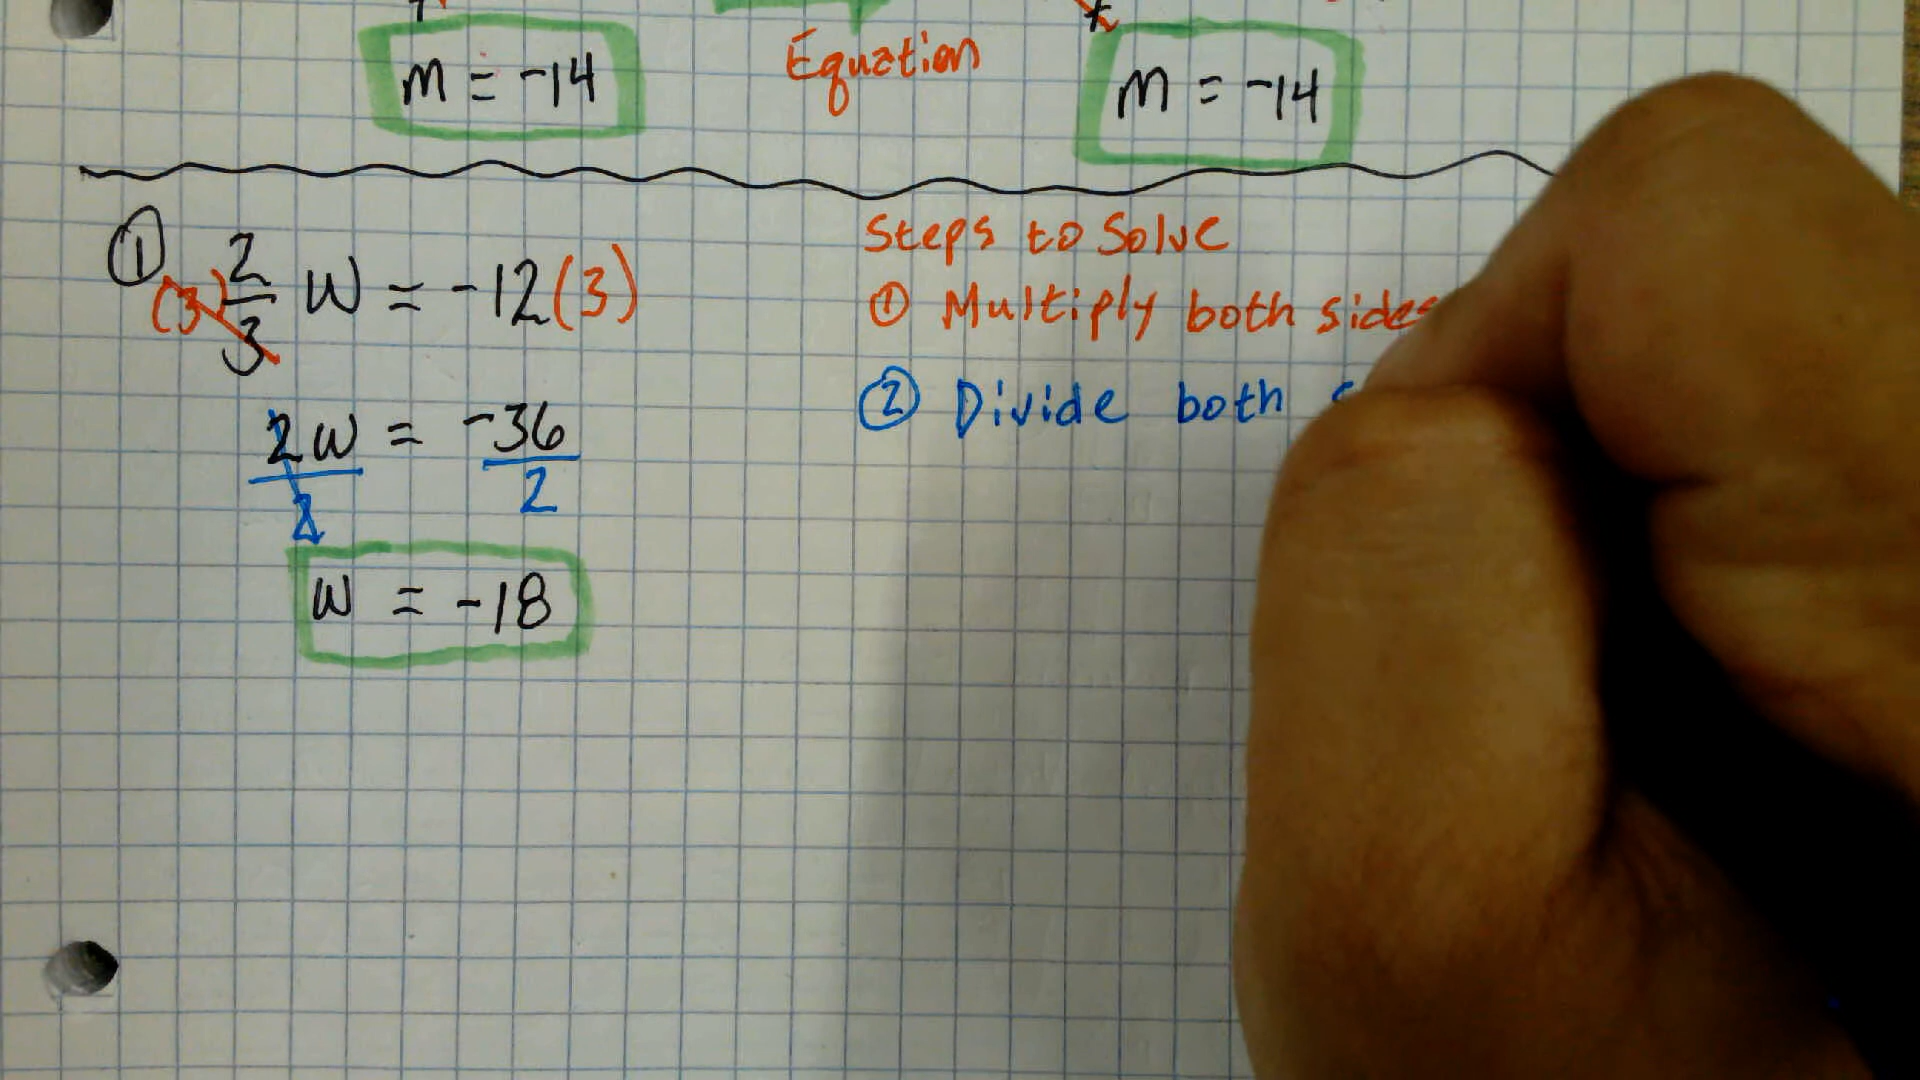 m = -14
Equation
m = -14
① (3) 2/3 w = -12(3)
2w/2 = -36/2
w = -18
Steps to Solve
① Multiply both sides
② Divide both